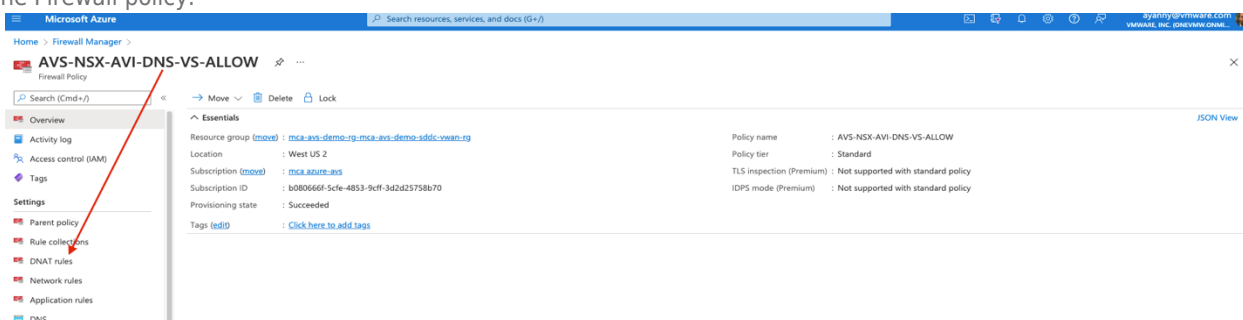 he Firewall policy.
Microsoft Azure
Search resources, services, and docs (G+/)
ayanny@vmware.com
VMWARE, INC. (ONEVMW.ONMI...
Home > Firewall Manager >
AVS-NSX-AVI-DNS-VS-ALLOW ...
Firewall Policy
Search (Cmd+/) «
Move Delete Lock
Overview
Activity log
Access control (IAM)
Tags
Settings
Parent policy
Rule collections
DNAT rules
Network rules
Application rules
DNS
Essentials
JSON View
Resource group (move) : mca-avs-demo-rg-mca-avs-demo-sddc-vwan-rg
Location : West US 2
Subscription (move) : mca azure-avs
Subscription ID : b080666f-5cfe-4853-9cff-3d2d25758b70
Provisioning state : Succeeded
Tags (edit) : Click here to add tags
Policy name : AVS-NSX-AVI-DNS-VS-ALLOW
Policy tier : Standard
TLS inspection (Premium) : Not supported with standard policy
IDPS mode (Premium) : Not supported with standard policy